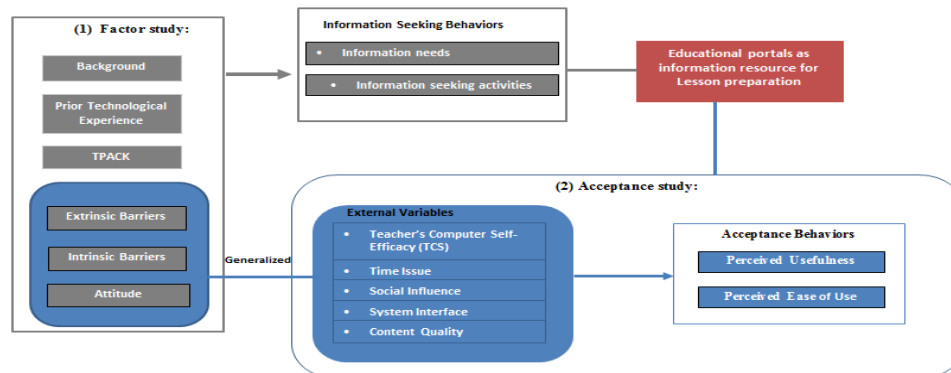 (1) Factor study:
Background
Prior Technological
Experience
TPACK
Extrinsic Barriers
Intrinsic Barriers
Attitude
Information Seeking Behaviors
• Information needs
• Information seeking activities
Educational portals as
information resource for
Lesson preparation
(2) Acceptance study:
Generalized
External Variables
• Teacher's Computer Self-
Efficacy (TCS)
• Time Issue
• Social Influence
• System Interface
• Content Quality
Acceptance Behaviors
Perceived Usefulness
Perceived Ease of Use